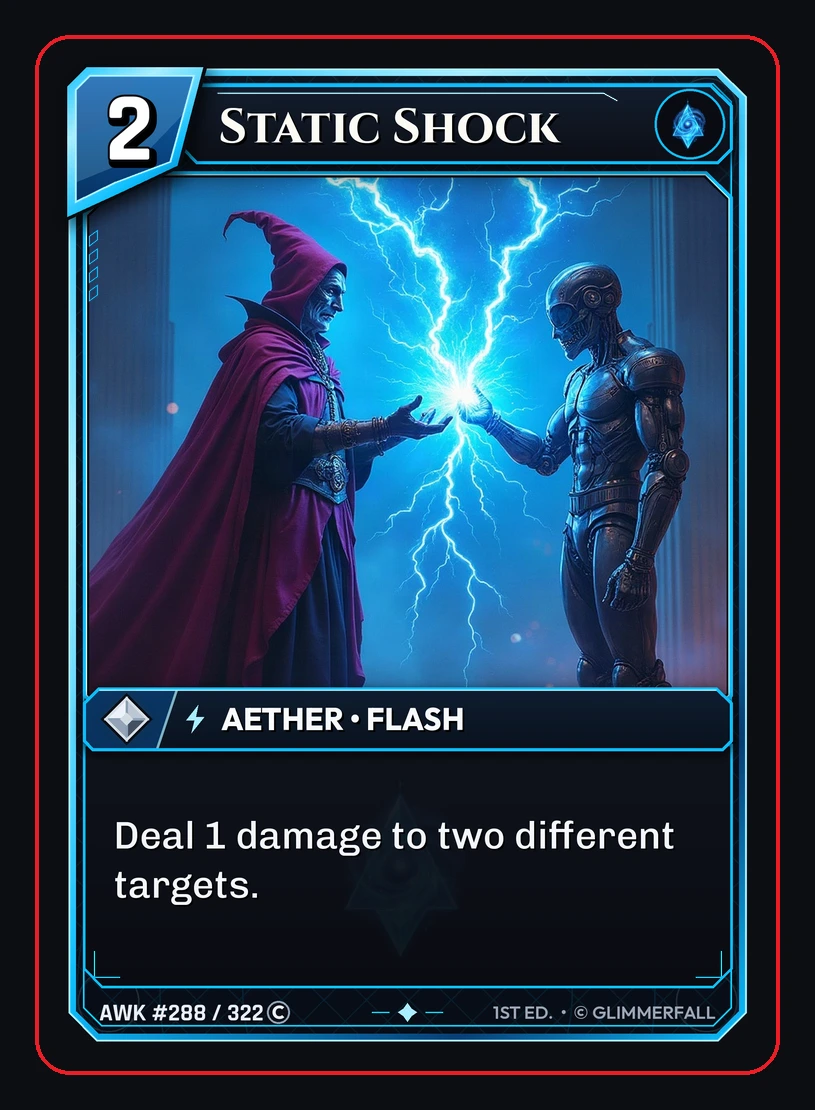 2
STATIC SHOCK
AETHER • FLASH
Deal 1 damage to two different
targets.
AWK #288 / 322 Ⓒ
1ST ED. • © GLIMMERFALL